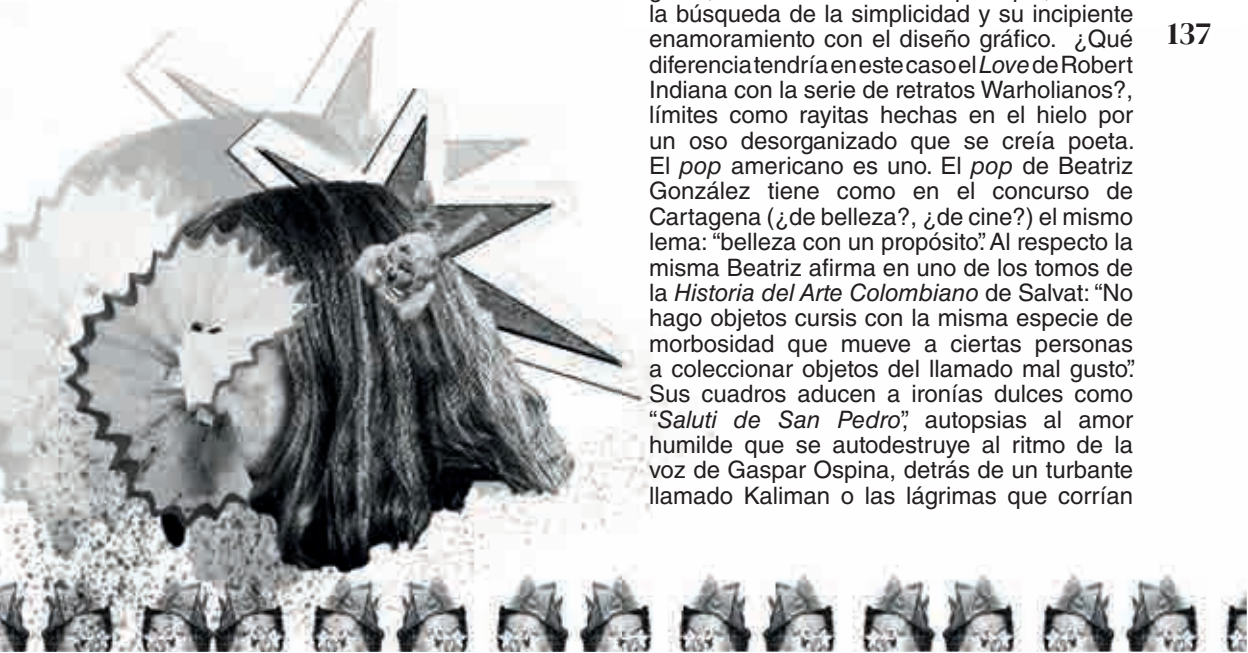 la búsqueda de la simplicidad y su incipiente
enamoramiento con el diseño gráfico. ¿Qué
diferencia tendría en este caso el Love de Robert
Indiana con la serie de retratos Warholianos?,
límites como rayitas hechas en el hielo por
un oso desorganizado que se creía poeta.
El pop americano es uno. El pop de Beatriz
González tiene como en el concurso de
Cartagena (¿de belleza?, ¿de cine?) el mismo
lema: “belleza con un propósito”. Al respecto la
misma Beatriz afirma en uno de los tomos de
la Historia del Arte Colombiano de Salvat: “No
hago objetos cursis con la misma especie de
morbosidad que mueve a ciertas personas
a coleccionar objetos del llamado mal gusto”.
Sus cuadros aducen a ironías dulces como
“Saluti de San Pedro”, autopsias al amor
humilde que se autodestruye al ritmo de la
voz de Gaspar Ospina, detrás de un turbante
llamado Kaliman o las lágrimas que corrían
137